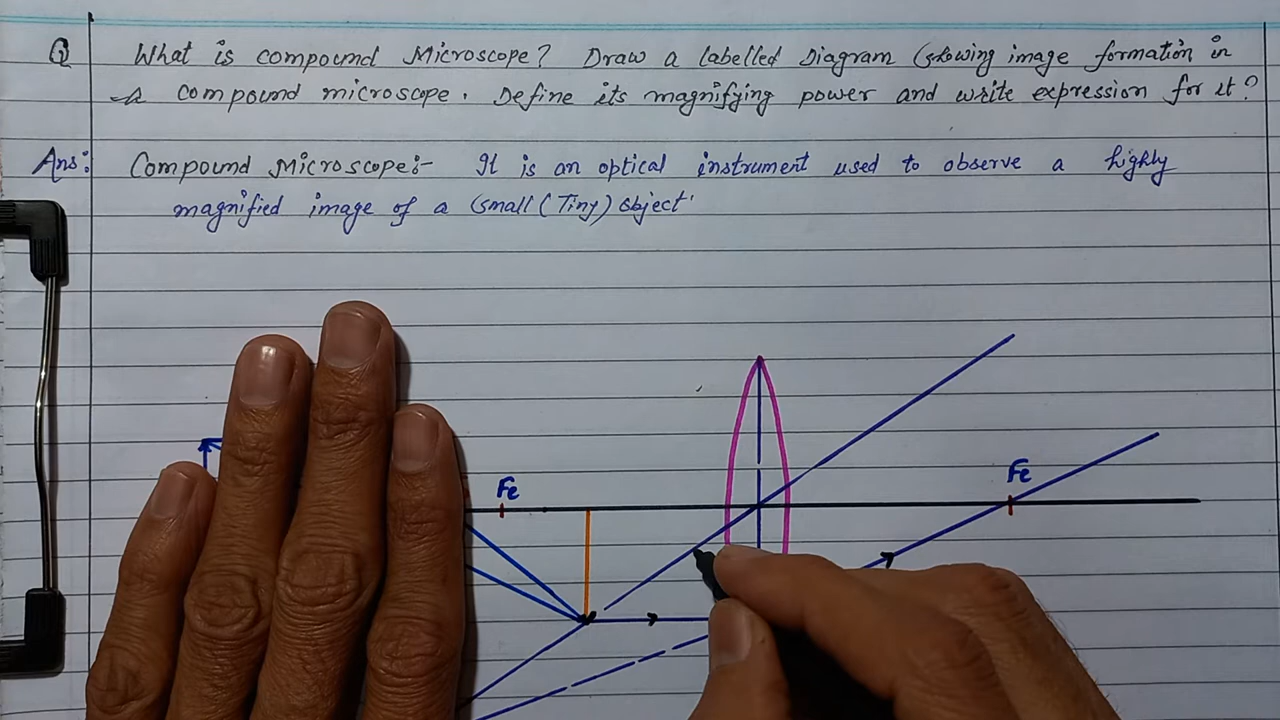 Q What is compound Microscope? Draw a labelled Diagram showing image formation in
a compound microscope. Define its magnifying power and write expression for it?
Ans: Compound Microscope:- It is an optical instrument used to observe a highly
magnified image of a small (Tiny) object.
Fe
Fe